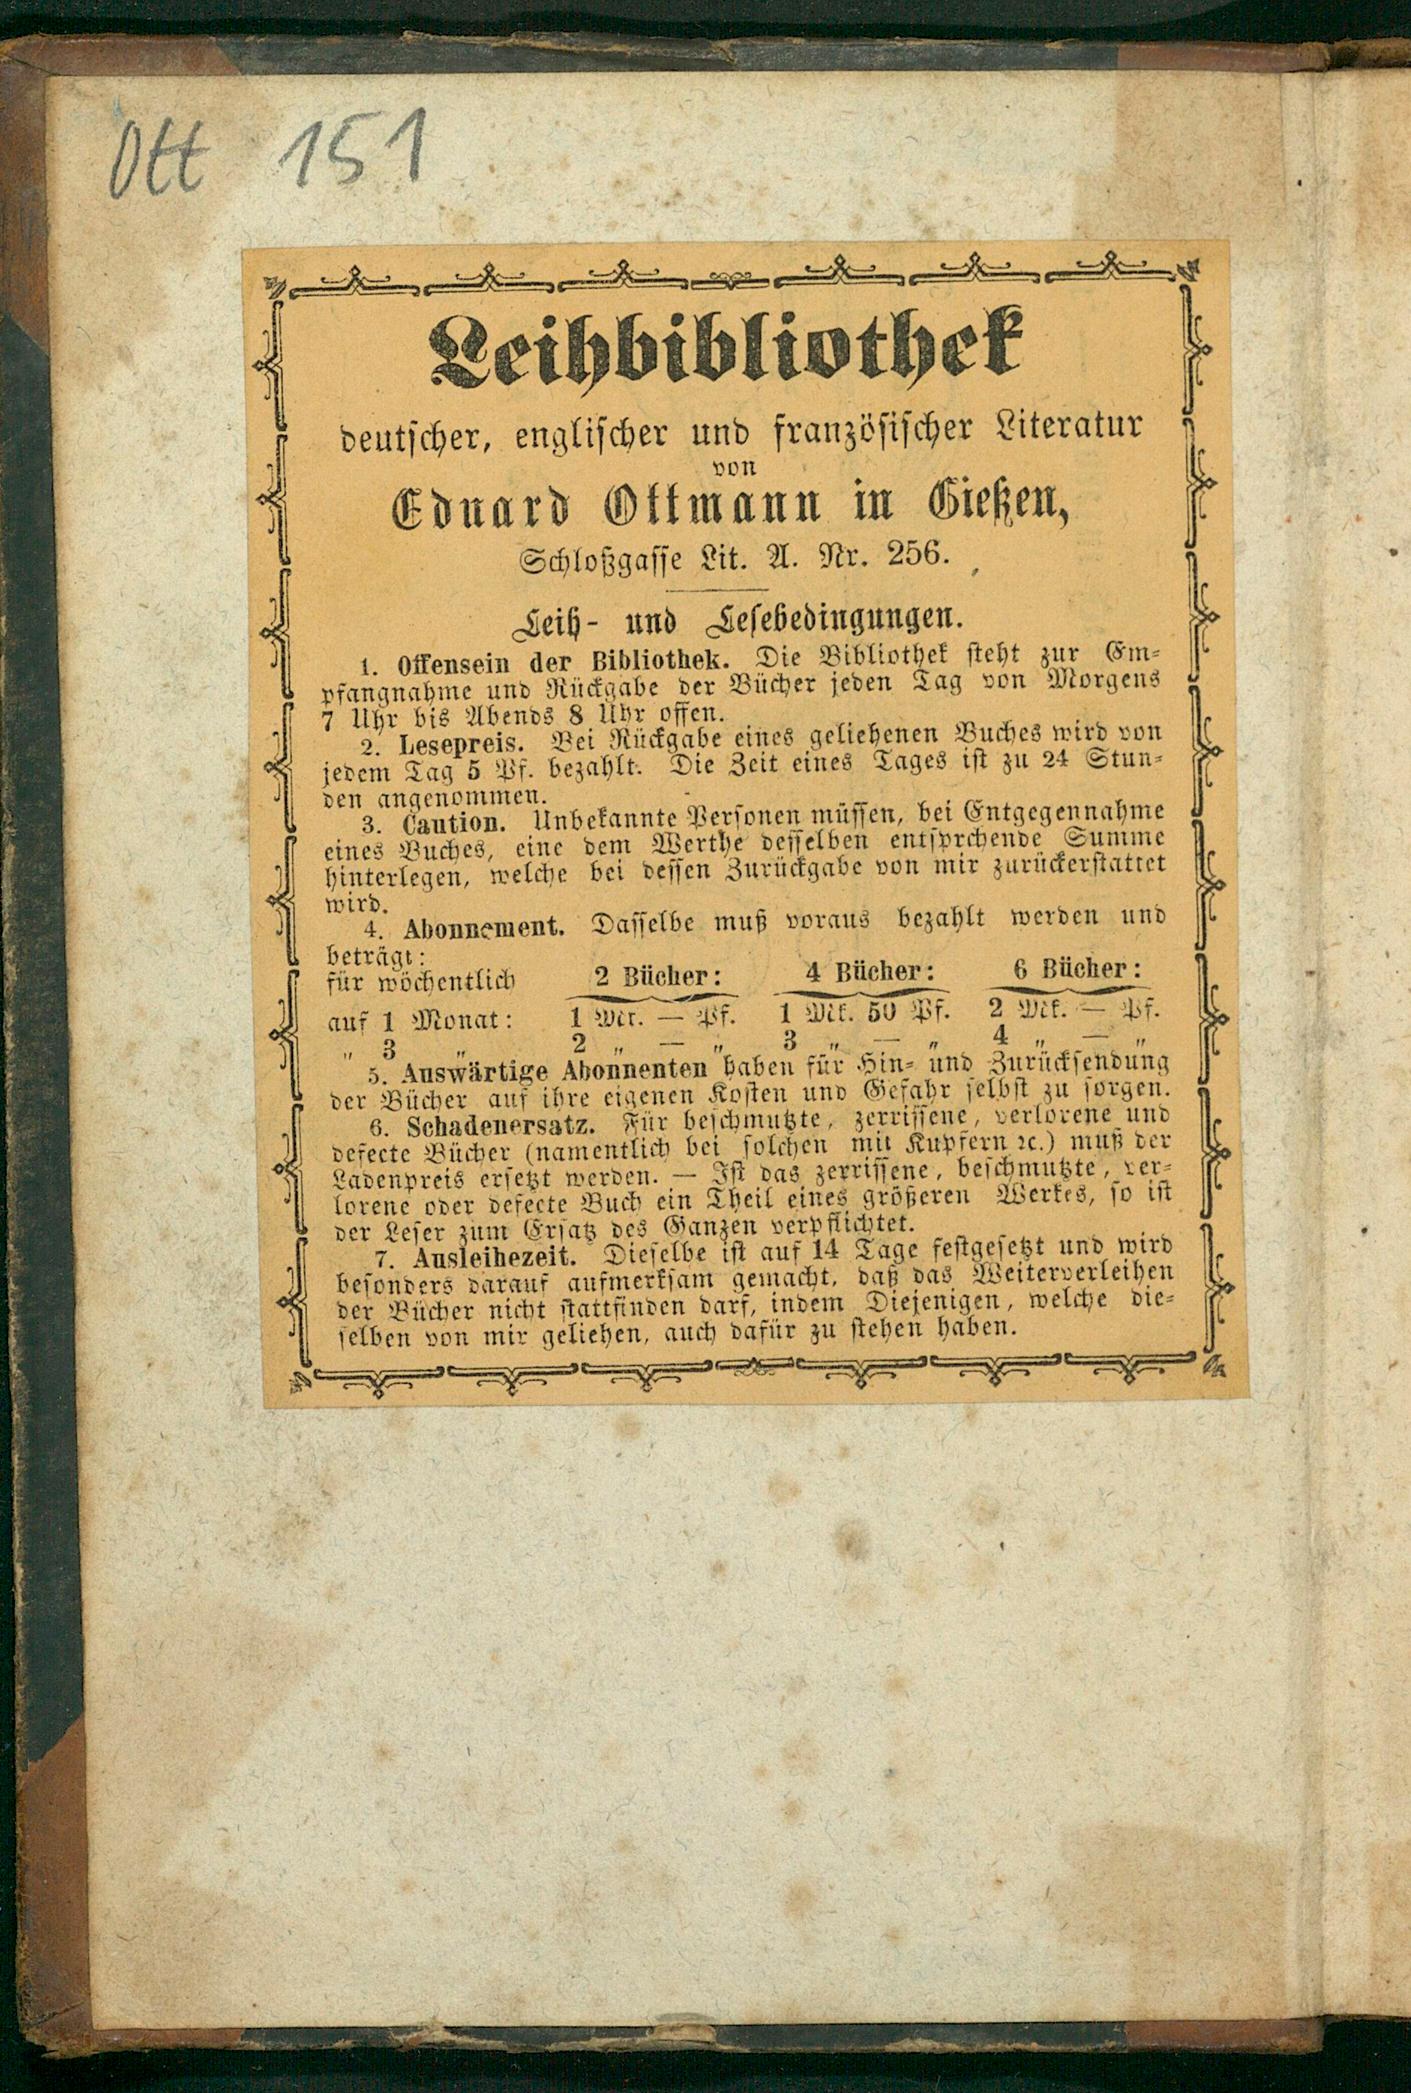 Ott 151
Leihbibliothek
deutscher, englischer und französischer Literatur
von
Eduard Ottmann in Gießen,
Schloßgasse Lit. A. Nr. 256.
Leih- und Lesebedingungen.
1. Offensein der Bibliothek. Die Bibliothek steht zur Em-
pfangnahme und Rückgabe der Bücher jeden Tag von Morgens
7 Uhr bis Abends 8 Uhr offen.
2. Lesepreis. Bei Rückgabe eines geliehenen Buches wird von
jedem Tag 5 Pf. bezahlt. Die Zeit eines Tages ist zu 24 Stun-
den angenommen.
3. Caution. Unbekannte Personen müssen, bei Entgegennahme
eines Buches, eine dem Werthe desselben entsprchende Summe
hinterlegen, welche bei dessen Zurückgabe von mir zurückerstattet
wird.
4. Abonnement. Dasselbe muß voraus bezahlt werden und
beträgt:
für wöchentlich 2 Bücher: 4 Bücher: 6 Bücher:
auf 1 Monat: 1 Mk. — Pf. 1 Mk. 50 Pf. 2 Mk. — Pf.
„ 3 „ 2 „ — „ 3 „ — „ 4 „ — „
5. Auswärtige Abonnenten haben für Hin- und Zurücksendung
der Bücher auf ihre eigenen Kosten und Gefahr selbst zu sorgen.
6. Schadenersatz. Für beschmutzte, zerrissene, verlorene und
defecte Bücher (namentlich bei solchen mit Kupfern ꝛc.) muß der
Ladenpreis ersetzt werden. — Ist das zerrissene, beschmutzte, ver-
lorene oder defecte Buch ein Theil eines größeren Werkes, so ist
der Leser zum Ersatz des Ganzen verpflichtet.
7. Ausleihezeit. Dieselbe ist auf 14 Tage festgesetzt und wird
besonders darauf aufmerksam gemacht, daß das Weiterverleihen
der Bücher nicht stattfinden darf, indem Diejenigen, welche die-
selben von mir geliehen, auch dafür zu stehen haben.